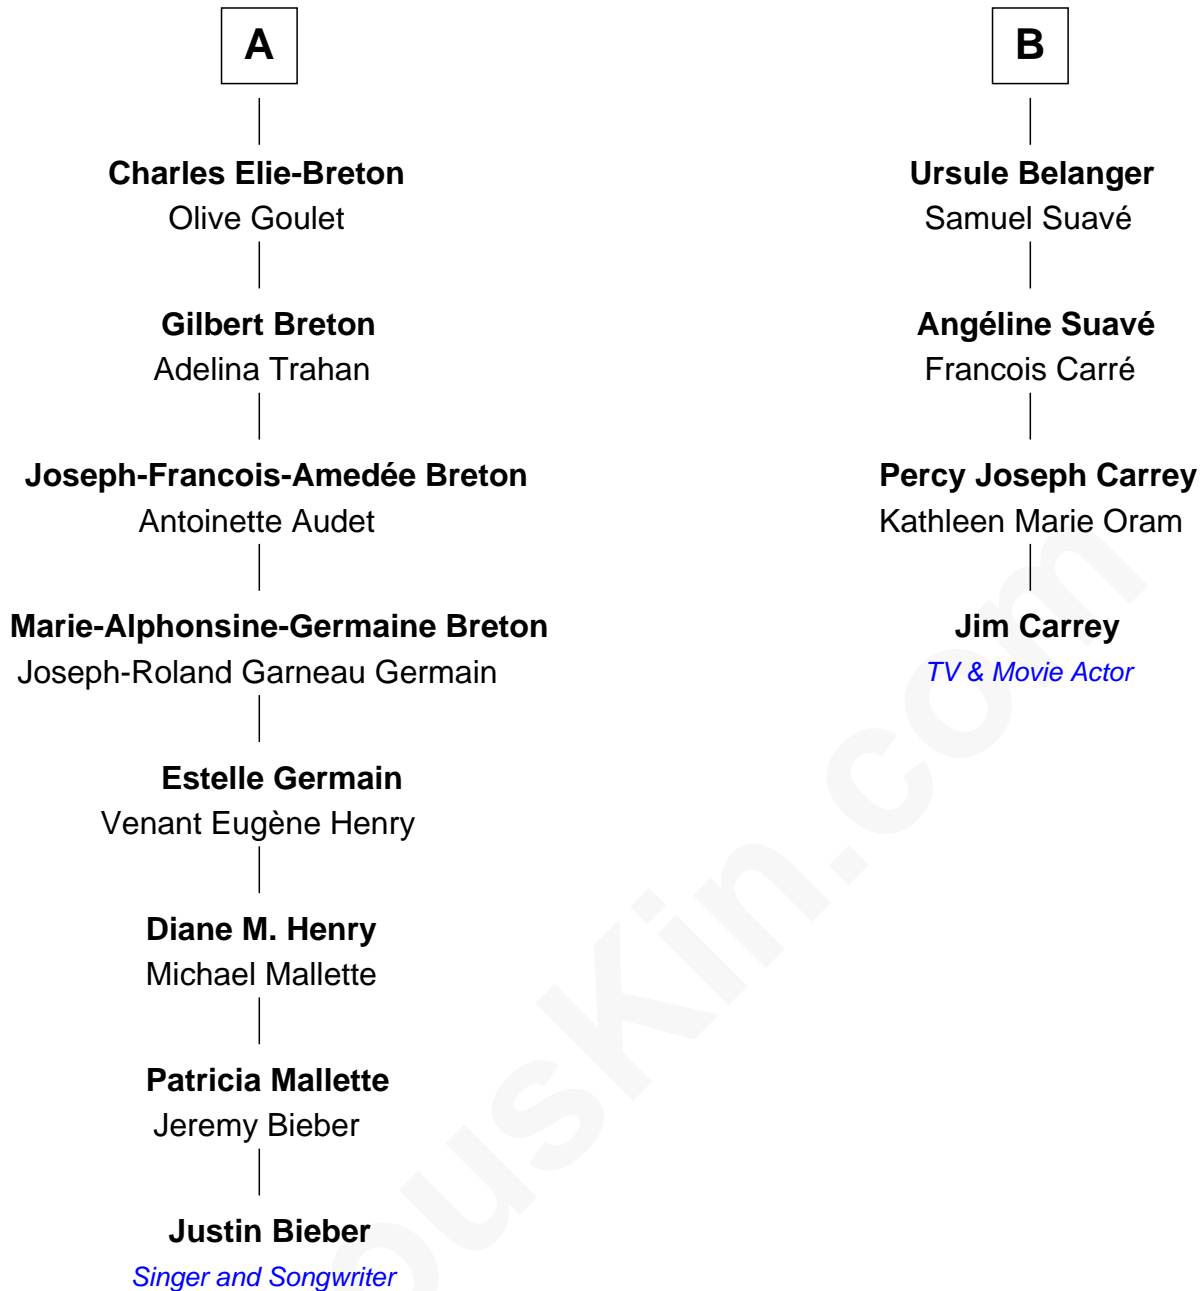 A
Charles Elie-Breton
Olive Goulet
Gilbert Breton
Adelina Trahan
Joseph-Francois-Amedée Breton
Antoinette Audet
Marie-Alphonsine-Germaine Breton
Joseph-Roland Garneau Germain
Estelle Germain
Venant Eugène Henry
Diane M. Henry
Michael Mallette
Patricia Mallette
Jeremy Bieber
Justin Bieber
Singer and Songwriter
B
Ursule Belanger
Samuel Suavé
Angéline Suavé
Francois Carré
Percy Joseph Carrey
Kathleen Marie Oram
Jim Carrey
TV & Movie Actor
ousKin.com